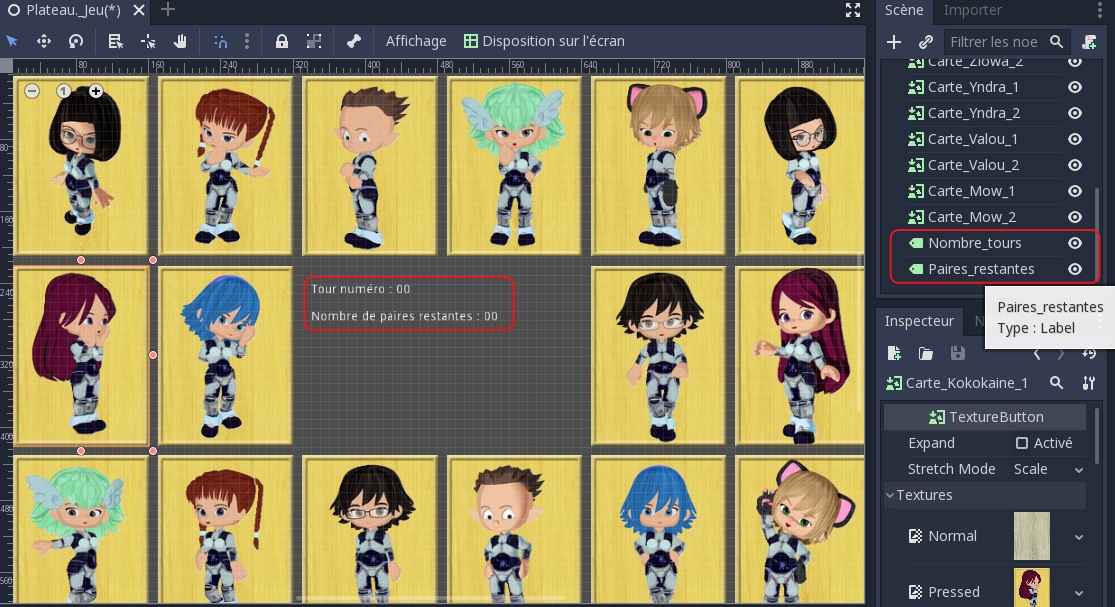 Plateau._Jeu(*)
Scène
Importer
Affichage
Disposition sur l'écran
Filtrer les noe
80
160
240
320
400
480
560
640
720
800
880
Carte_Ziowa_2
Carte_Yndra_1
Carte_Yndra_2
Carte_Valou_1
Carte_Valou_2
Carte_Mow_1
Carte_Mow_2
Nombre_tours
Paires_restantes
1
80
160
240
320
400
480
560
Tour numéro : 00
Nombre de paires restantes : 00
Paires_restantes
Type : Label
Inspecteur
N
Carte_Kokokaine_1
TextureButton
Expand
Activé
Stretch Mode
Scale
Textures
Normal
Pressed